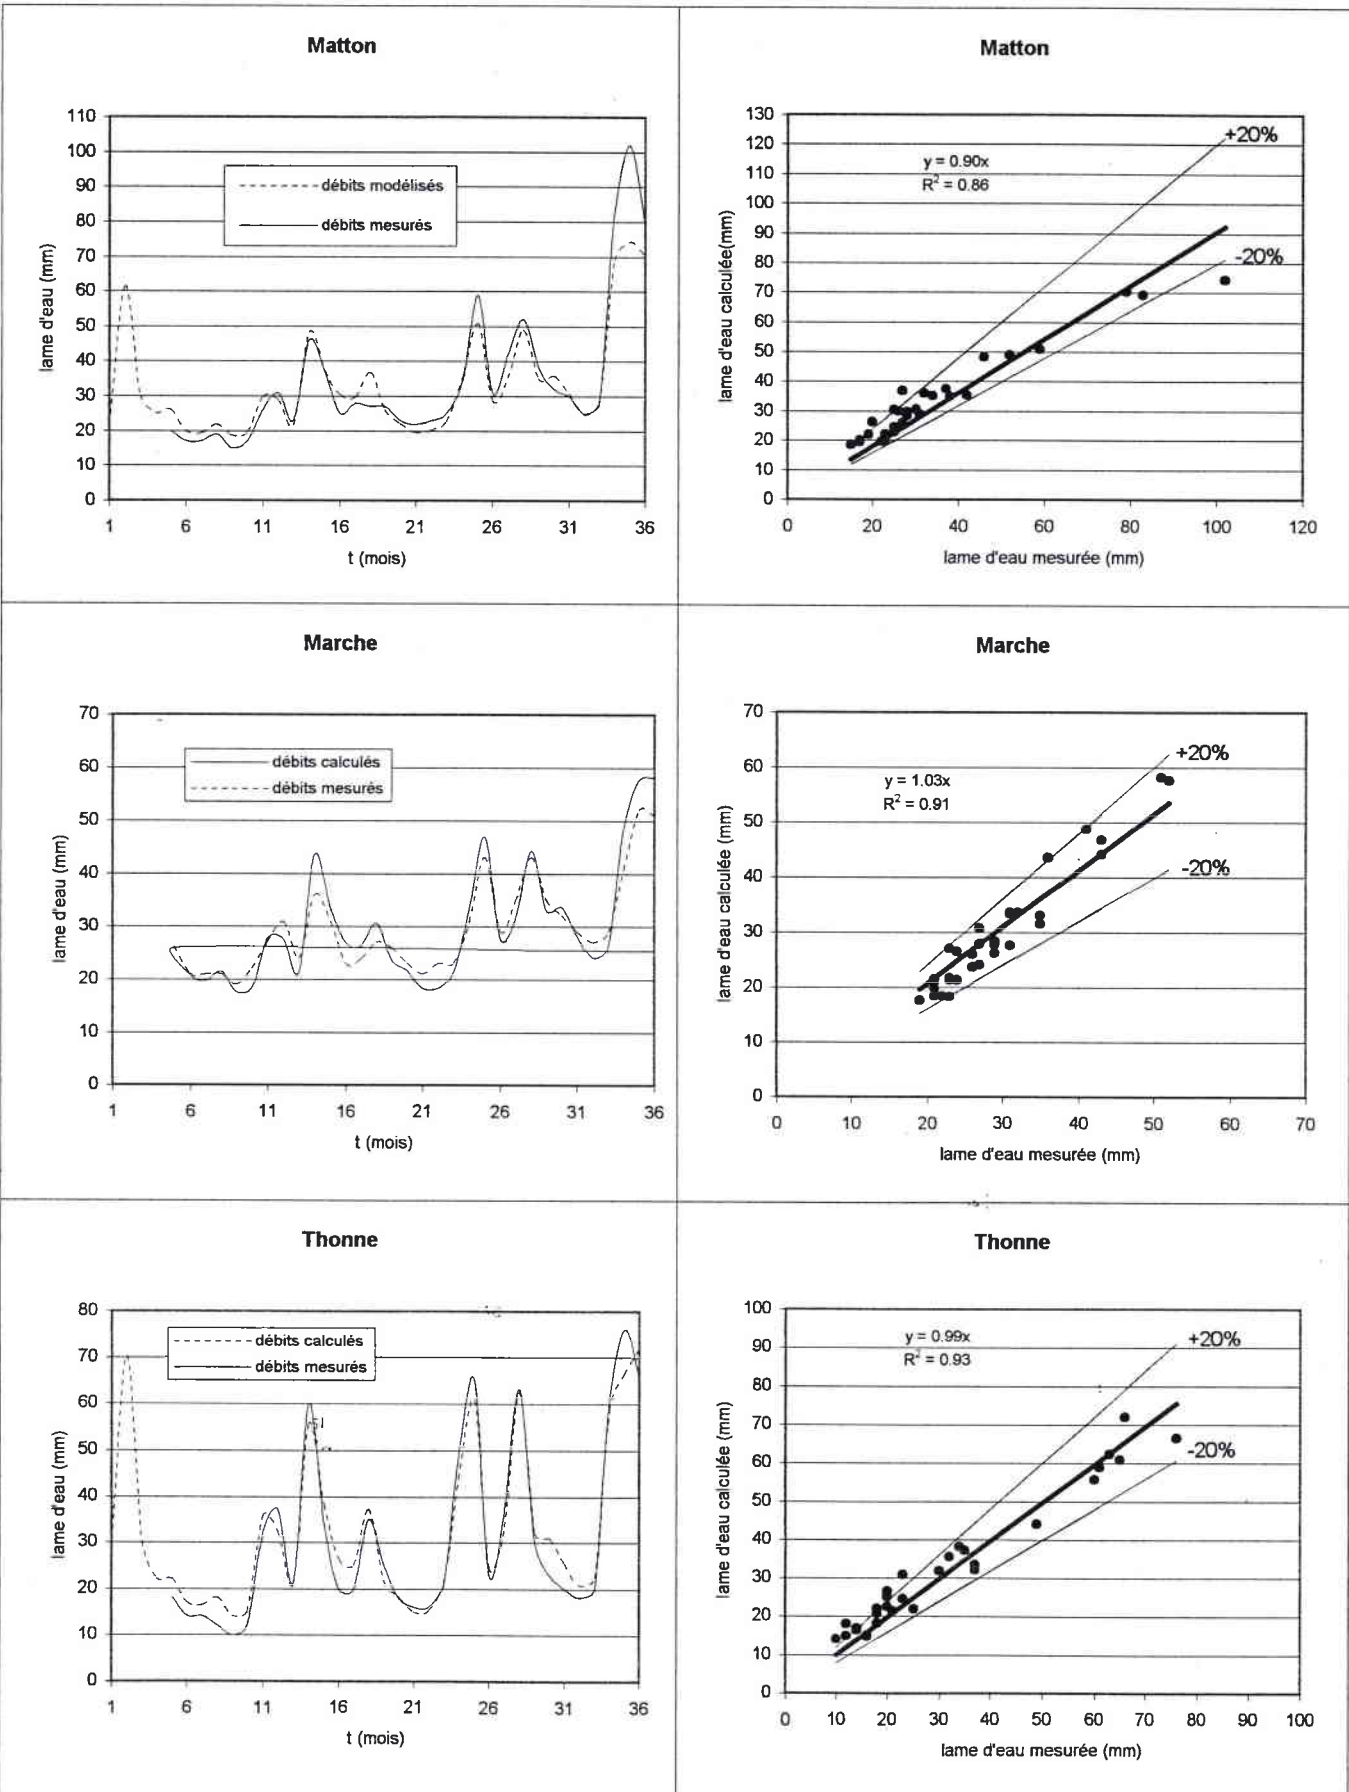 Matton
110
100
90
80
70
60
50
40
30
20
10
0
lame d'eau (mm)
débits modélisés
débits mesurés
1 6 11 16 21 26 31 36
t (mois)
Matton
130
120
110
100
90
80
70
60
50
40
30
20
10
0
lame d'eau calculée(mm)
y = 0.90x
R² = 0.86
+20%
-20%
0 20 40 60 80 100 120
lame d'eau mesurée (mm)
Marche
70
60
50
40
30
20
10
0
lame d'eau (mm)
débits calculés
débits mesurés
1 6 11 16 21 26 31 36
t (mois)
Marche
70
60
50
40
30
20
10
0
lame d'eau calculée (mm)
y = 1.03x
R² = 0.91
+20%
-20%
0 10 20 30 40 50 60 70
lame d'eau mesurée (mm)
Thonne
80
70
60
50
40
30
20
10
0
lame d'eau (mm)
débits calculés
débits mesurés
1 6 11 16 21 26 31 36
t (mois)
Thonne
100
90
80
70
60
50
40
30
20
10
0
lame d'eau calculée (mm)
y = 0.99x
R² = 0.93
+20%
-20%
0 10 20 30 40 50 60 70 80 90 100
lame d'eau mesurée (mm)